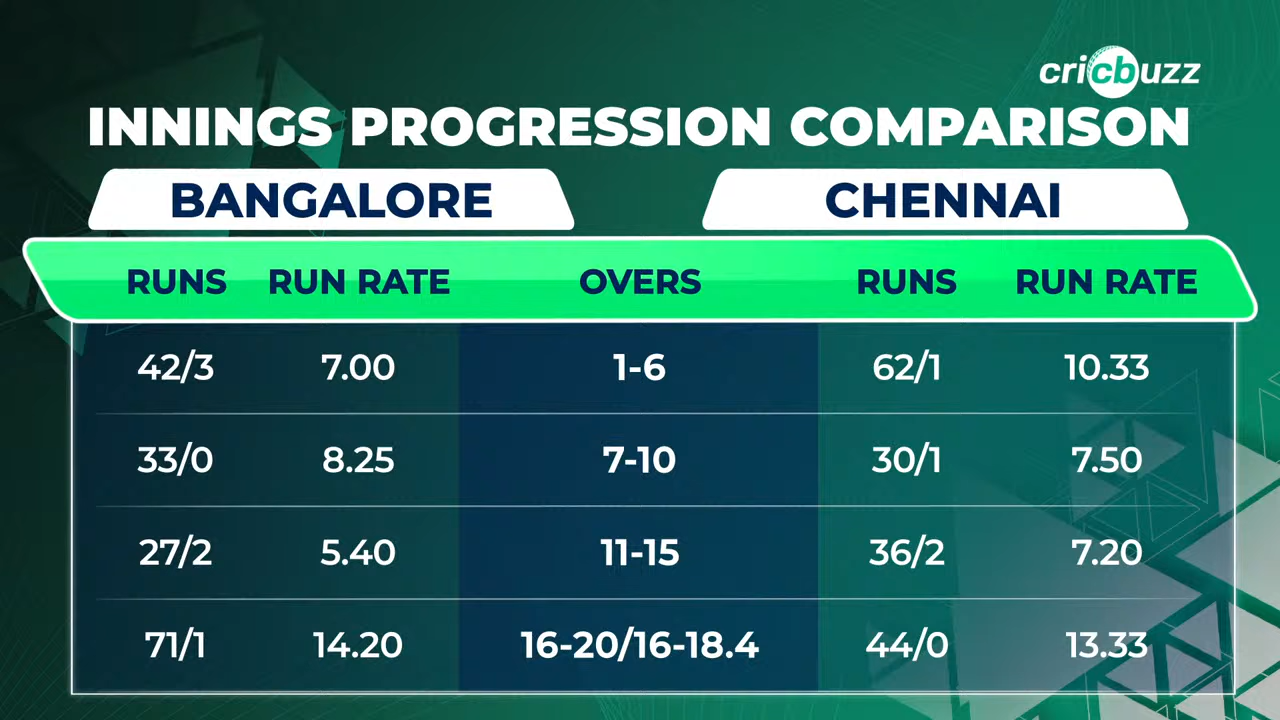 cricbuzz
INNINGS PROGRESSION COMPARISON
BANGALORE CHENNAI
RUNS RUN RATE OVERS RUNS RUN RATE
42/3 7.00 1-6 62/1 10.33
33/0 8.25 7-10 30/1 7.50
27/2 5.40 11-15 36/2 7.20
71/1 14.20 16-20/16-18.4 44/0 13.33